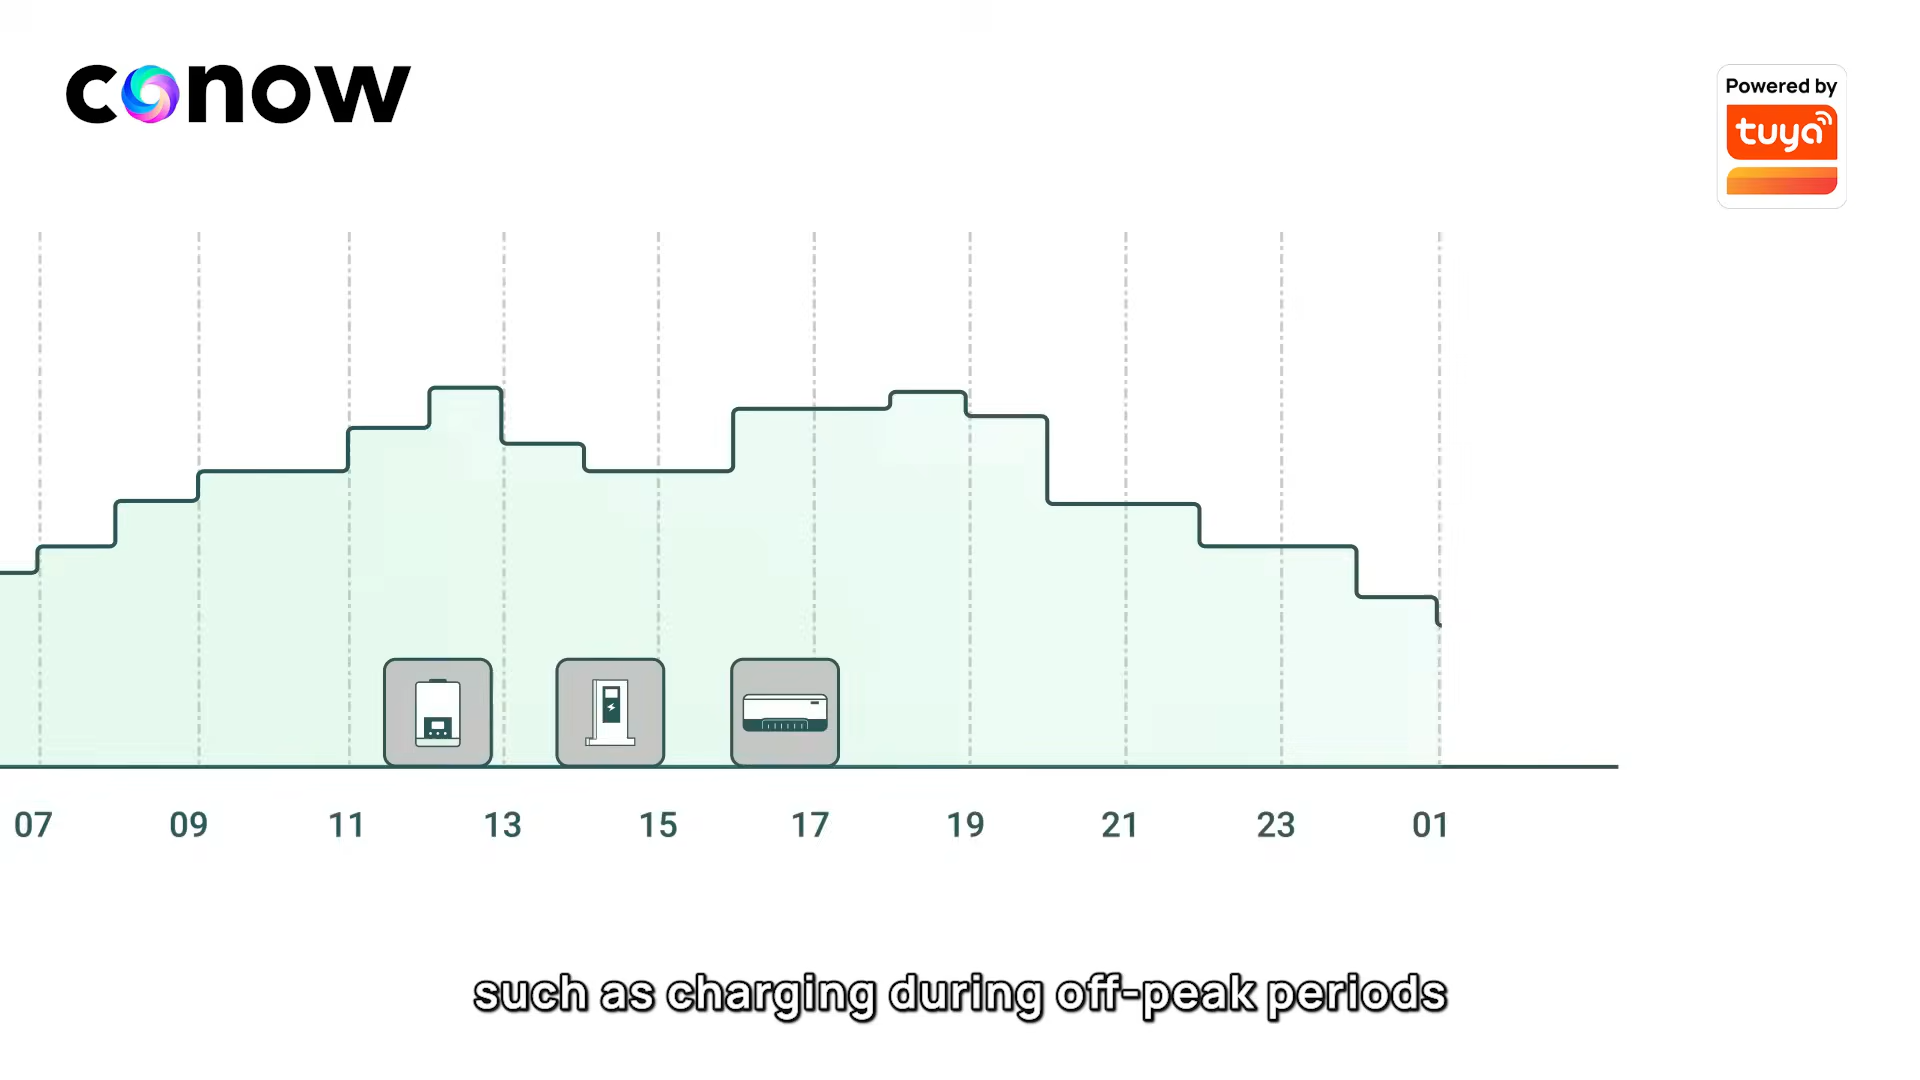 conow
Powered by
tuya
07 09 11 13 15 17 19 21 23 01
such as charging during off-peak periods